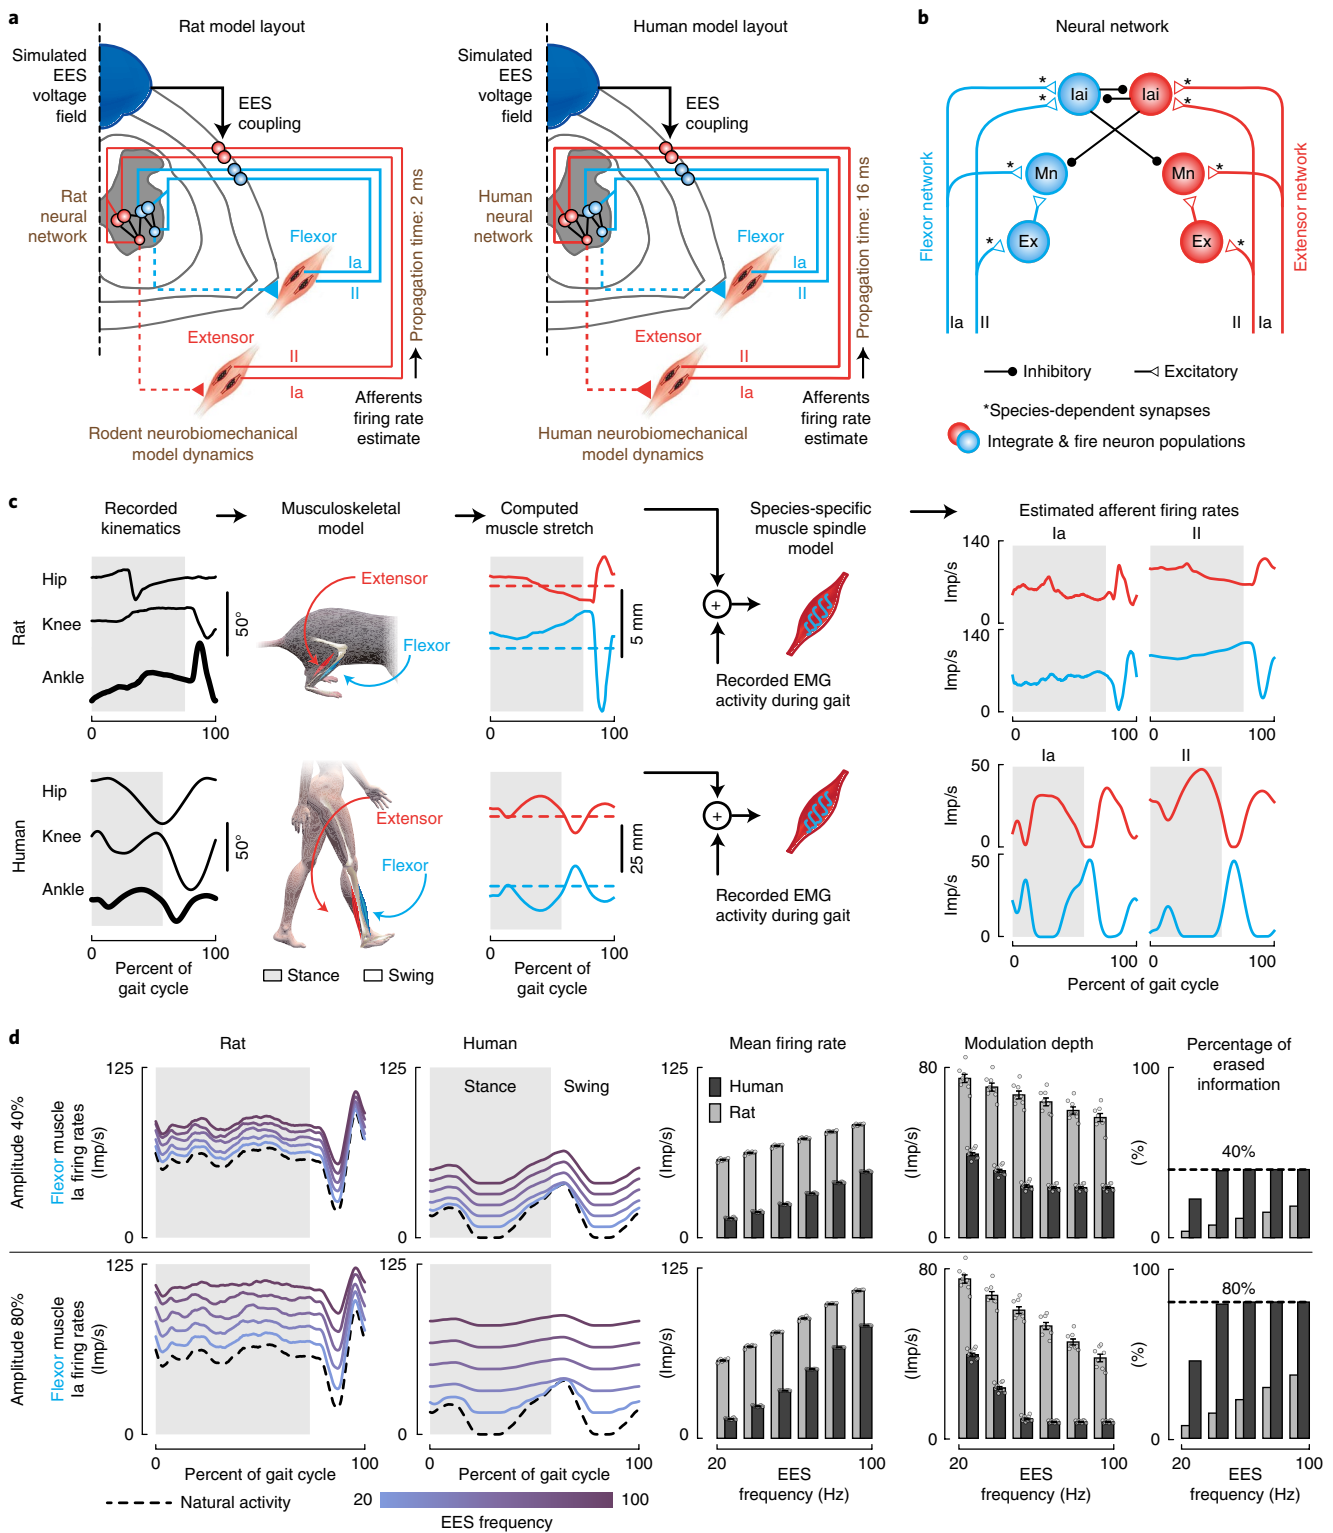 a
Rat model layout
Human model layout
Simulated
EES
voltage
field
EES
coupling
Rat
neural
network
Flexor
Ia
II
Extensor
II
Ia
Propagation time: 2 ms
Afferents
firing rate
estimate
Rodent neurobiomechanical
model dynamics
Simulated
EES
voltage
field
EES
coupling
Human
neural
network
Flexor
Ia
II
Extensor
II
Ia
Propagation time: 16 ms
Afferents
firing rate
estimate
Human neurobiomechanical
model dynamics
b
Neural network
* Iai Iai *
* *
* Mn Mn *
* Ex Ex *
Flexor network
Extensor network
Ia II II Ia
Inhibitory Excitatory
*Species-dependent synapses
Integrate & fire neuron populations
c
Recorded
kinematics
Musculoskeletal
model
Computed
muscle stretch
Species-specific
muscle spindle
model
Estimated afferent firing rates
Rat
Hip
Knee
Ankle
50°
0 100
Extensor
Flexor
5 mm
0 100
+
Recorded EMG
activity during gait
Ia II
140
Imp/s
0
140
Imp/s
0
0 100 0 100
Human
Hip
Knee
Ankle
50°
0 100
Percent of
gait cycle
Extensor
Flexor
Stance Swing
25 mm
0 100
Percent of
gait cycle
+
Recorded EMG
activity during gait
Ia II
50
Imp/s
0
50
Imp/s
0
0 100 0 100
Percent of gait cycle
d
Rat
Human
Mean firing rate
Modulation depth
Percentage of
erased
information
Amplitude 40%
Flexor muscle
Ia firing rates
(Imp/s)
125
0
125
0
Stance Swing
125
(Imp/s)
0
Human
Rat
80
(Imp/s)
0
100
(%)
0
40%
Amplitude 80%
Flexor muscle
Ia firing rates
(Imp/s)
125
0
0 100
Percent of gait cycle
125
0
0 100
Percent of gait cycle
125
(Imp/s)
0
20 100
EES
frequency (Hz)
80
(Imp/s)
0
20 100
EES
frequency (Hz)
100
(%)
0
80%
20 100
EES
frequency (Hz)
Natural activity
20 100
EES frequency